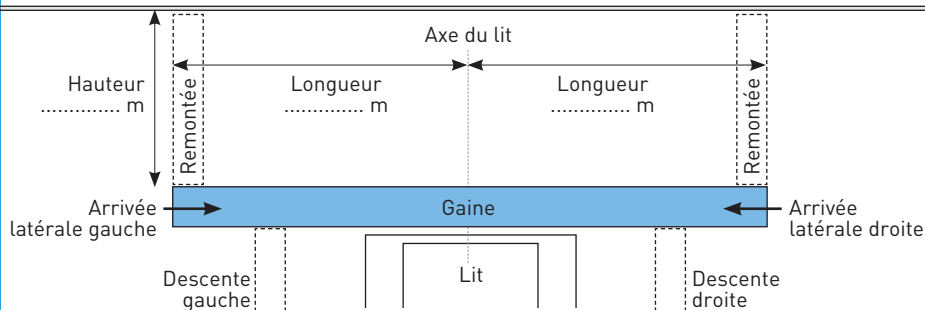 Axe du lit
Hauteur
.............. m
Remontée
Longueur
.............. m
Longueur
.............. m
Remontée
Arrivée
latérale gauche
Gaine
Arrivée
latérale droite
Descente
gauche
Lit
Descente
droite